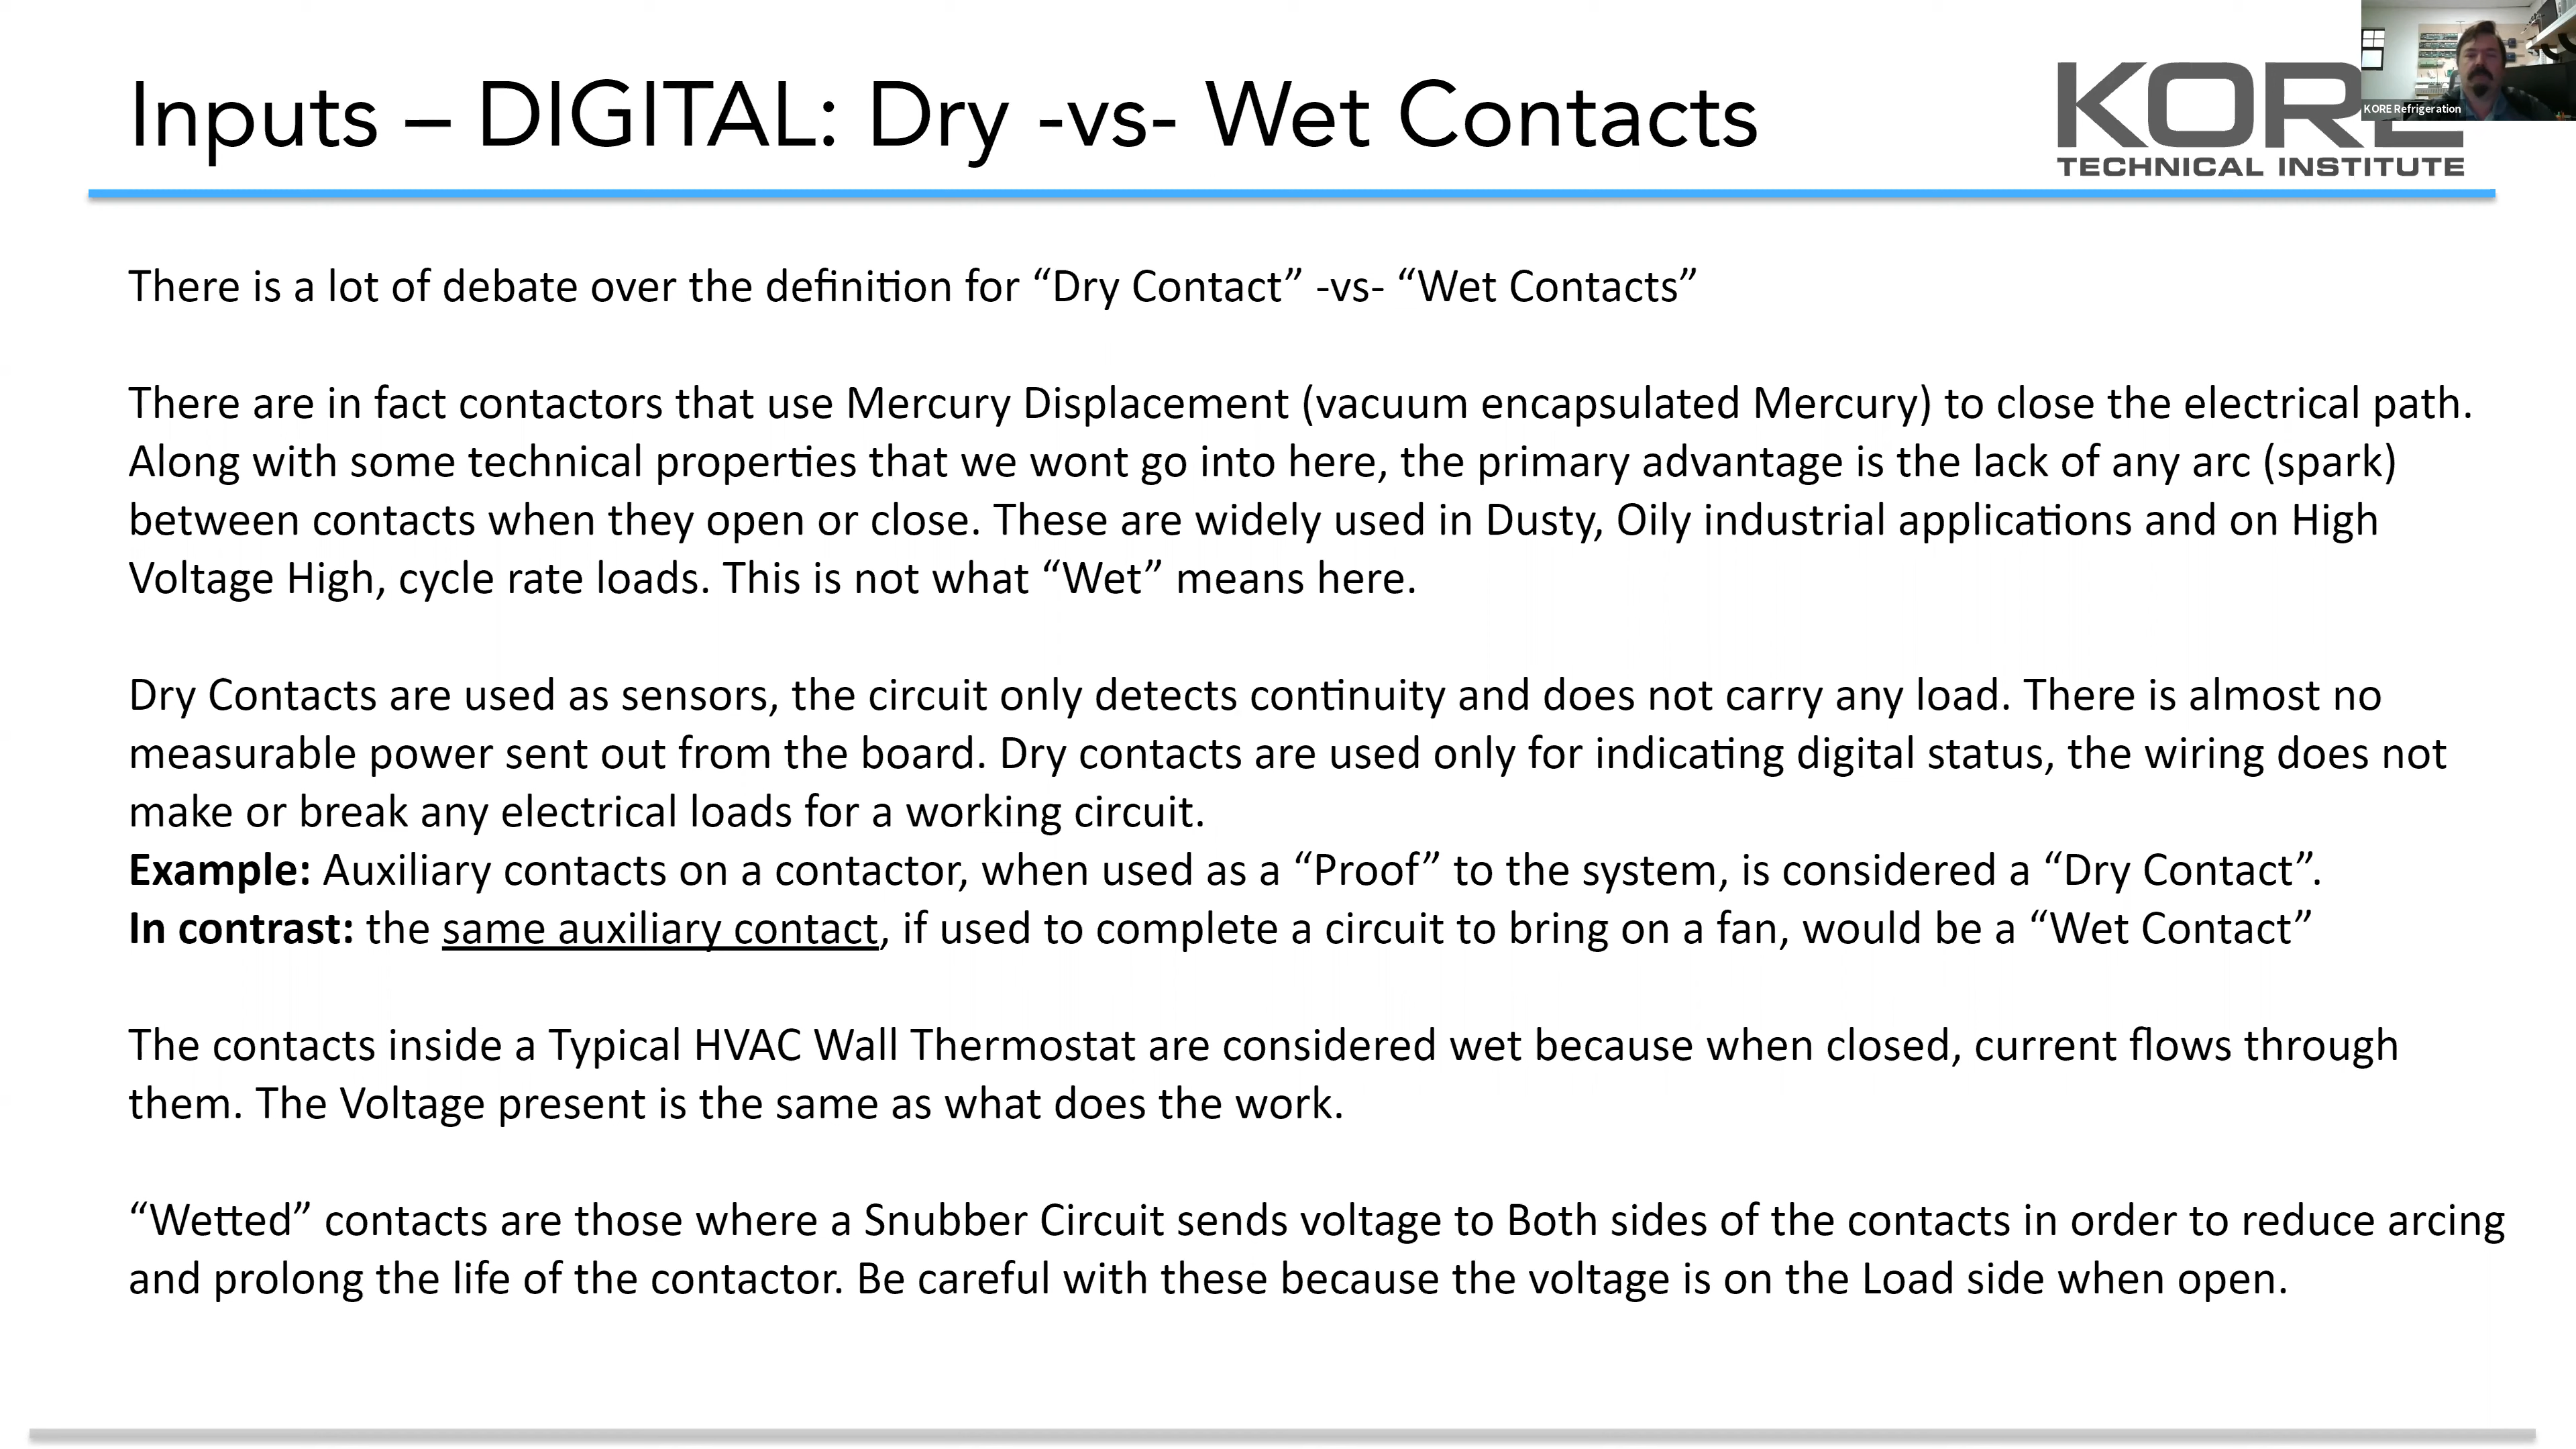 Inputs – DIGITAL: Dry -vs- Wet Contacts
KORE
TECHNICAL INSTITUTE
KORE Refrigeration
There is a lot of debate over the definition for “Dry Contact” -vs- “Wet Contacts”
There are in fact contactors that use Mercury Displacement (vacuum encapsulated Mercury) to close the electrical path.
Along with some technical properties that we wont go into here, the primary advantage is the lack of any arc (spark)
between contacts when they open or close. These are widely used in Dusty, Oily industrial applications and on High
Voltage High, cycle rate loads. This is not what “Wet” means here.
Dry Contacts are used as sensors, the circuit only detects continuity and does not carry any load. There is almost no
measurable power sent out from the board. Dry contacts are used only for indicating digital status, the wiring does not
make or break any electrical loads for a working circuit.
Example: Auxiliary contacts on a contactor, when used as a “Proof” to the system, is considered a “Dry Contact”.
In contrast: the same auxiliary contact, if used to complete a circuit to bring on a fan, would be a “Wet Contact”
The contacts inside a Typical HVAC Wall Thermostat are considered wet because when closed, current flows through
them. The Voltage present is the same as what does the work.
“Wetted” contacts are those where a Snubber Circuit sends voltage to Both sides of the contacts in order to reduce arcing
and prolong the life of the contactor. Be careful with these because the voltage is on the Load side when open.